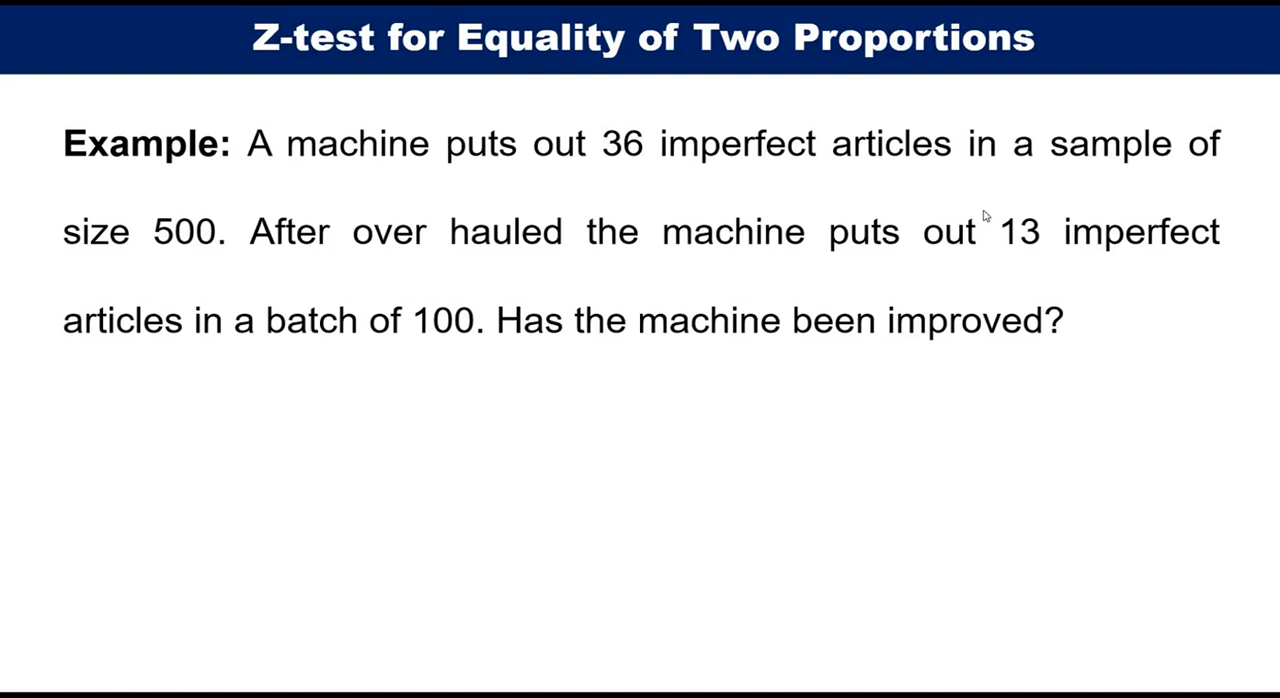 Z-test for Equality of Two Proportions
Example: A machine puts out 36 imperfect articles in a sample of
size 500. After over hauled the machine puts out 13 imperfect
articles in a batch of 100. Has the machine been improved?